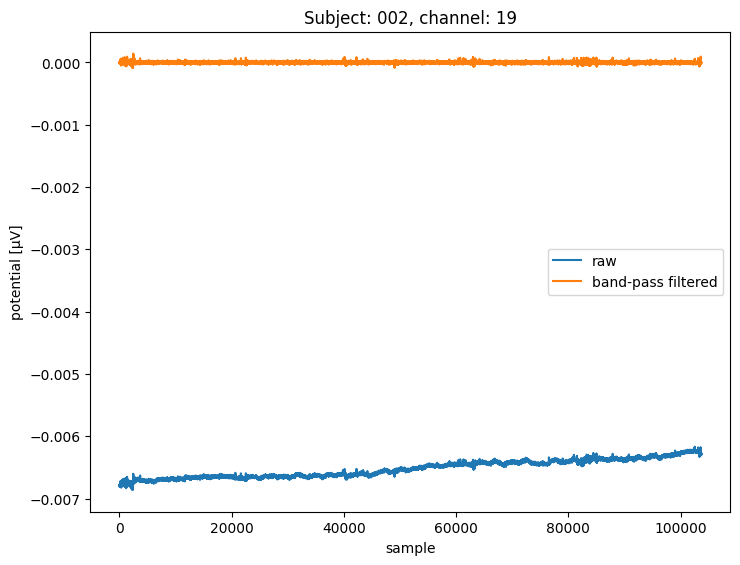 Subject: 002, channel: 19
0.000
−0.001
−0.002
−0.003
−0.004
−0.005
−0.006
−0.007
potential [µV]
raw
band-pass filtered
0
20000
40000
60000
80000
100000
sample